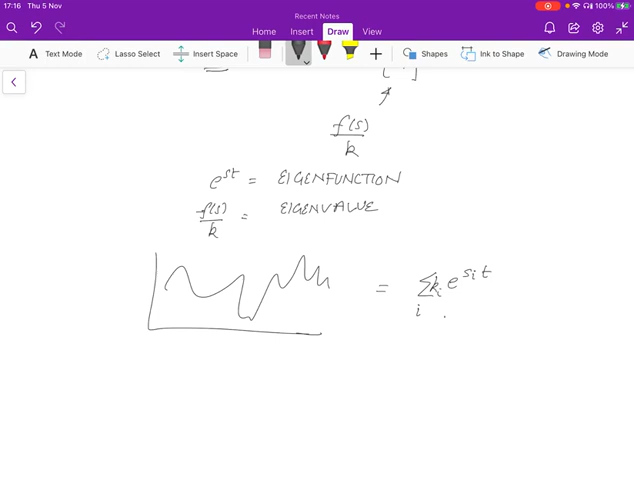 17:16 Thu 5 Nov
100%
Recent Notes
Home Insert Draw View
A Text Mode Lasso Select Insert Space Shapes Ink to Shape Drawing Mode
f(s)
k
e^st = EIGENFUNCTION
f(s)
k
= EIGENVALUE
= Σ k_i e^(s_i t)
i